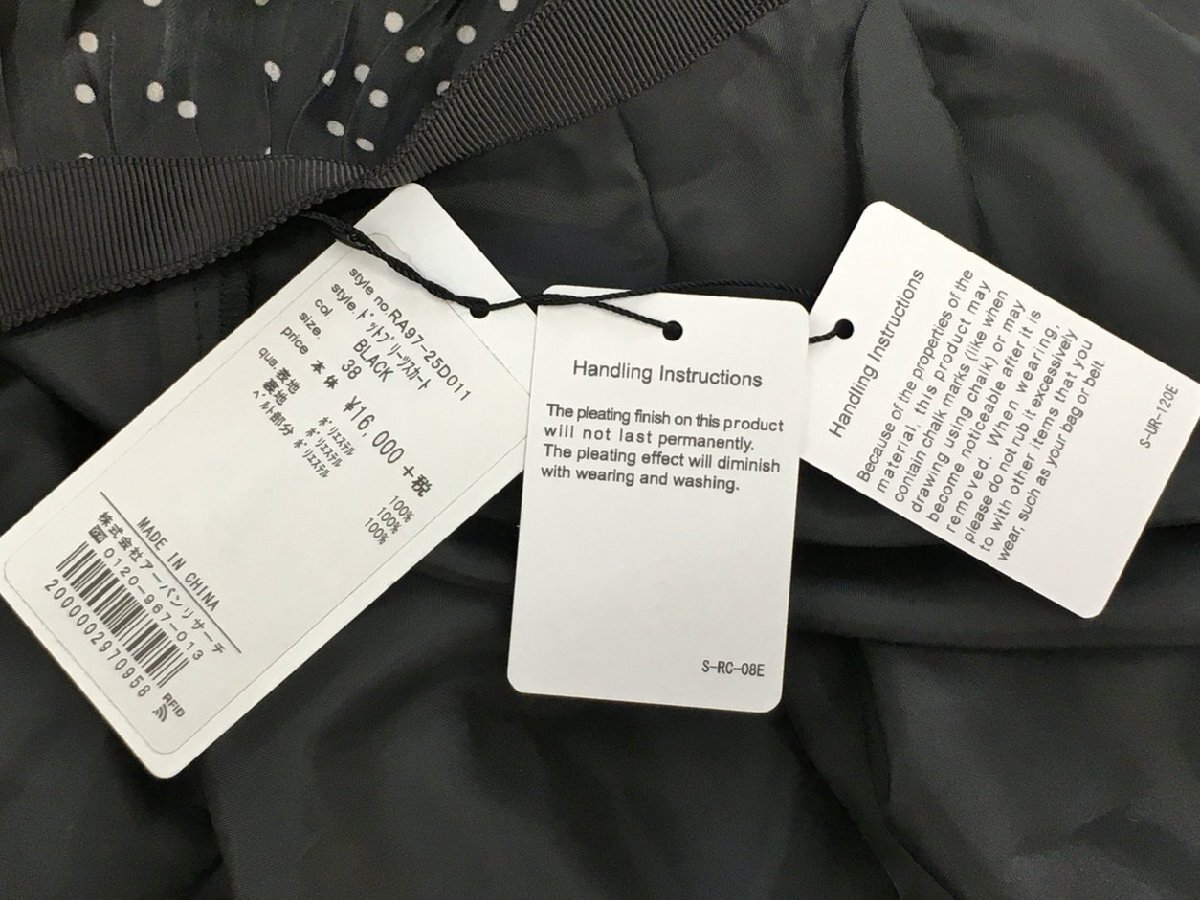 style no.RA97-25D011
style. ﾄﾞｯﾄﾌﾟﾘｰﾂｽｶｰﾄ
col. BLACK
size. 38
price 本体 ¥16,000 +税
qua.表地 ﾎﾟﾘｴｽﾃﾙ 100%
裏地 ﾎﾟﾘｴｽﾃﾙ 100%
ﾍﾞﾙﾄ部分 ﾎﾟﾘｴｽﾃﾙ 100%
MADE IN CHINA
株式会社アーバンリサーチ
0120-967-013
2000002970958
RFID
Handling Instructions
The pleating finish on this product
will not last permanently.
The pleating effect will diminish
with wearing and washing.
S-RC-08E
Handling Instructions
Because of the properties of the
material, this product may
contain chalk marks (like when
drawing using chalk) or may
become noticeable after it is
removed. When wearing,
please do not rub it excessively
to with other items that you
wear, such as your bag or belt.
S-UR-120E